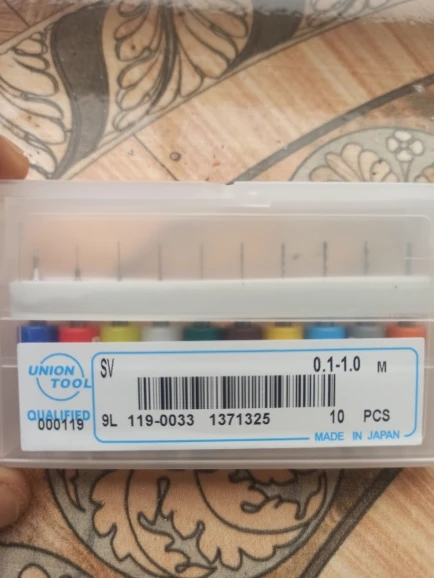 UNION
TOOL
QUALIFIED
000119
SV
0.1-1.0 M
9L 119-0033 1371325 10 PCS
MADE IN JAPAN